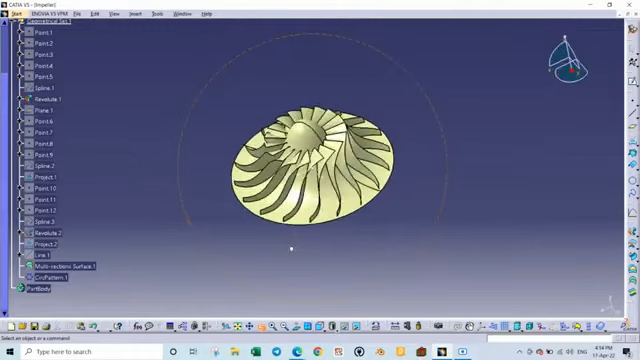 CATIA V5 - [Impeller]
Start ENOVIA V5 VPM File Edit View Insert Tools Window Help
Geometrical Set.1
Point.1
Point.2
Point.3
Point.4
Point.5
Spline.1
Revolute.1
Plane.1
Point.6
Point.7
Point.8
Point.9
Spline.2
Project.1
Point.10
Point.11
Point.12
Spline.3
Revolute.2
Project.2
Line.1
Multi-sections Surface.1
CircPattern.1
PartBody
Select an object or a command
Type here to search
ENG
4:14 PM
17-Apr-22